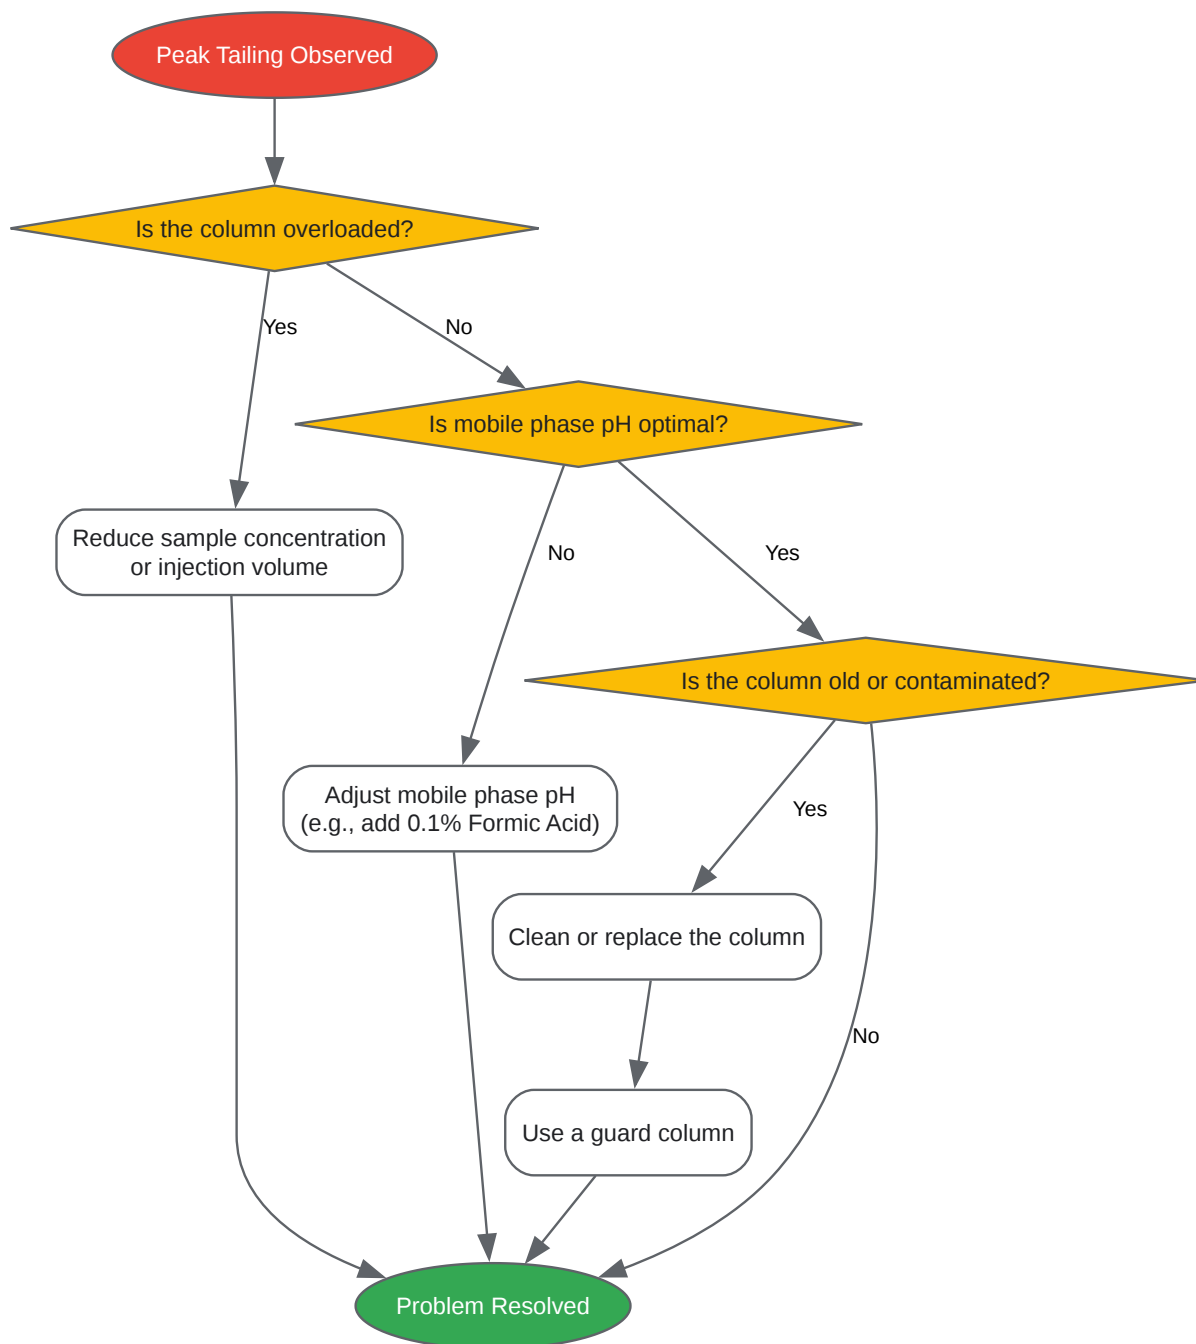 Peak Tailing Observed
Is the column overloaded?
Yes
No
Is mobile phase pH optimal?
Reduce sample concentration
or injection volume
No
Yes
Is the column old or contaminated?
Adjust mobile phase pH
(e.g., add 0.1% Formic Acid)
Yes
Clean or replace the column
No
Use a guard column
Problem Resolved